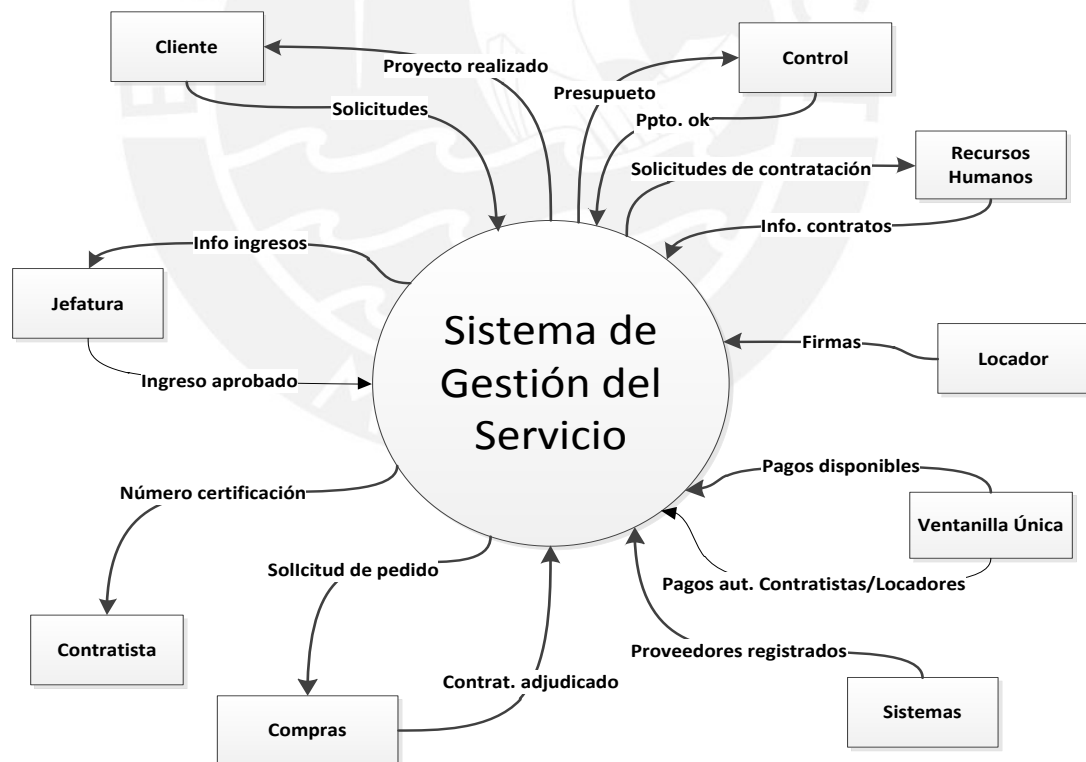 Cliente
Proyecto realizado
Solicitudes
Control
Presupueto
Ppto. ok
Recursos
Humanos
Solicitudes de contratación
Info. contratos
Info ingresos
Jefatura
Ingreso aprobado
Sistema de
Gestión del
Servicio
Firmas
Locador
Número certificación
Pagos disponibles
Ventanilla Única
Pagos aut. Contratistas/Locadores
SolIcitud de pedido
Contratista
Proveedores registrados
Contrat. adjudicado
Compras
Sistemas